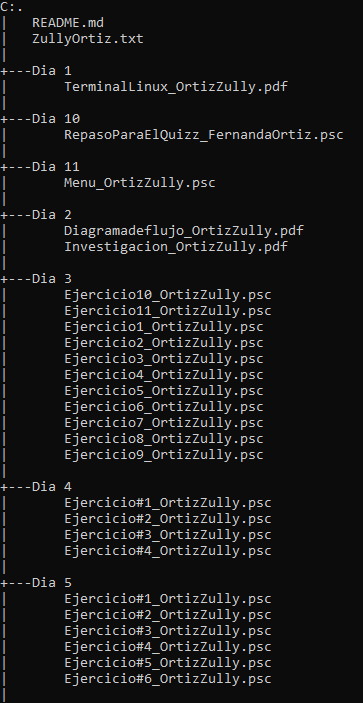 C:.
|   README.md
|   ZullyOrtiz.txt
|
+---Dia 1
|       TerminalLinux_OrtizZully.pdf
|
+---Dia 10
|       RepasoParaElQuizz_FernandaOrtiz.psc
|
+---Dia 11
|       Menu_OrtizZully.psc
|
+---Dia 2
|       Diagramadeflujo_OrtizZully.pdf
|       Investigacion_OrtizZully.pdf
|
+---Dia 3
|       Ejercicio10_OrtizZully.psc
|       Ejercicio11_OrtizZully.psc
|       Ejercicio1_OrtizZully.psc
|       Ejercicio2_OrtizZully.psc
|       Ejercicio3_OrtizZully.psc
|       Ejercicio4_OrtizZully.psc
|       Ejercicio5_OrtizZully.psc
|       Ejercicio6_OrtizZully.psc
|       Ejercicio7_OrtizZully.psc
|       Ejercicio8_OrtizZully.psc
|       Ejercicio9_OrtizZully.psc
|
+---Dia 4
|       Ejercicio#1_OrtizZully.psc
|       Ejercicio#2_OrtizZully.psc
|       Ejercicio#3_OrtizZully.psc
|       Ejercicio#4_OrtizZully.psc
|
+---Dia 5
|       Ejercicio#1_OrtizZully.psc
|       Ejercicio#2_OrtizZully.psc
|       Ejercicio#3_OrtizZully.psc
|       Ejercicio#4_OrtizZully.psc
|       Ejercicio#5_OrtizZully.psc
|       Ejercicio#6_OrtizZully.psc
|